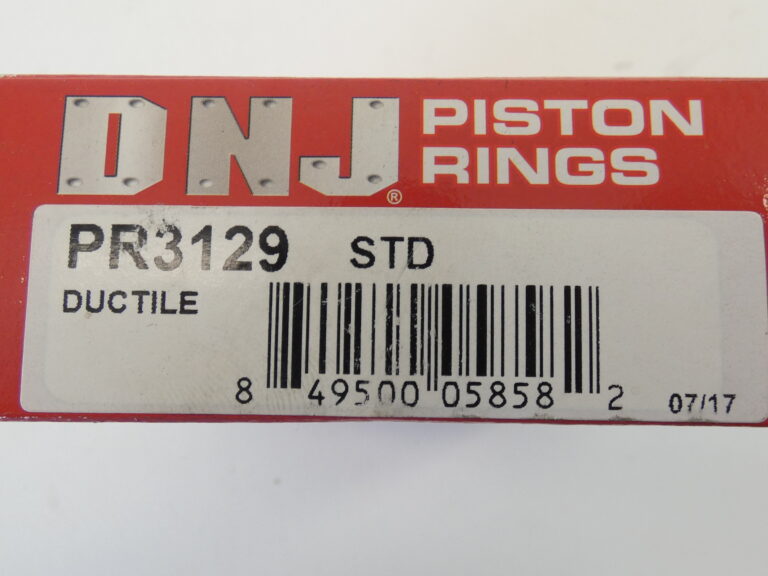 DNJ® PISTON
RINGS
PR3129 STD
DUCTILE
8 49500 05858 2 07/17